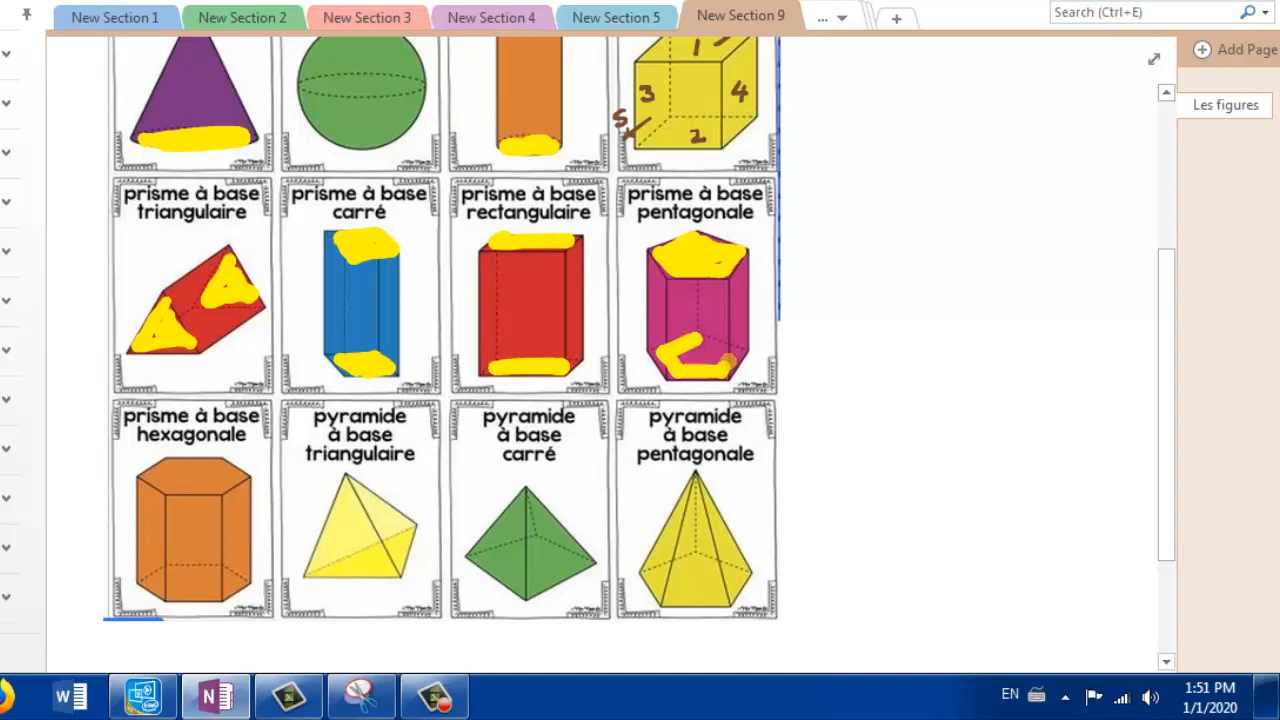 New Section 1
New Section 2
New Section 3
New Section 4
New Section 5
New Section 9
...
Search (Ctrl+E)
Add Page
Les figures
1
3
4
5
2
prisme à base
triangulaire
prisme à base
carré
prisme à base
rectangulaire
prisme à base
pentagonale
prisme à base
hexagonale
pyramide
à base
triangulaire
pyramide
à base
carré
pyramide
à base
pentagonale
EN
1:51 PM
1/1/2020